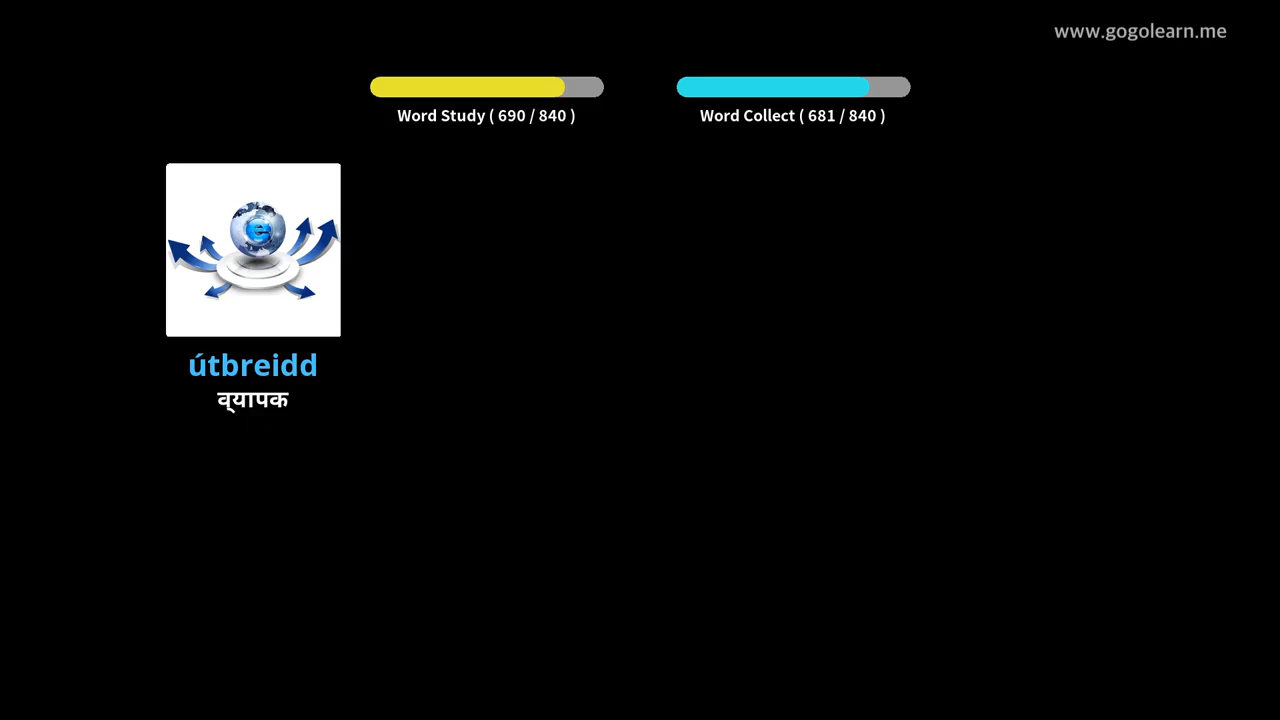 www.gogolearn.me
Word Study ( 690 / 840 )
Word Collect ( 681 / 840 )
e
útbreidd
व्यापक